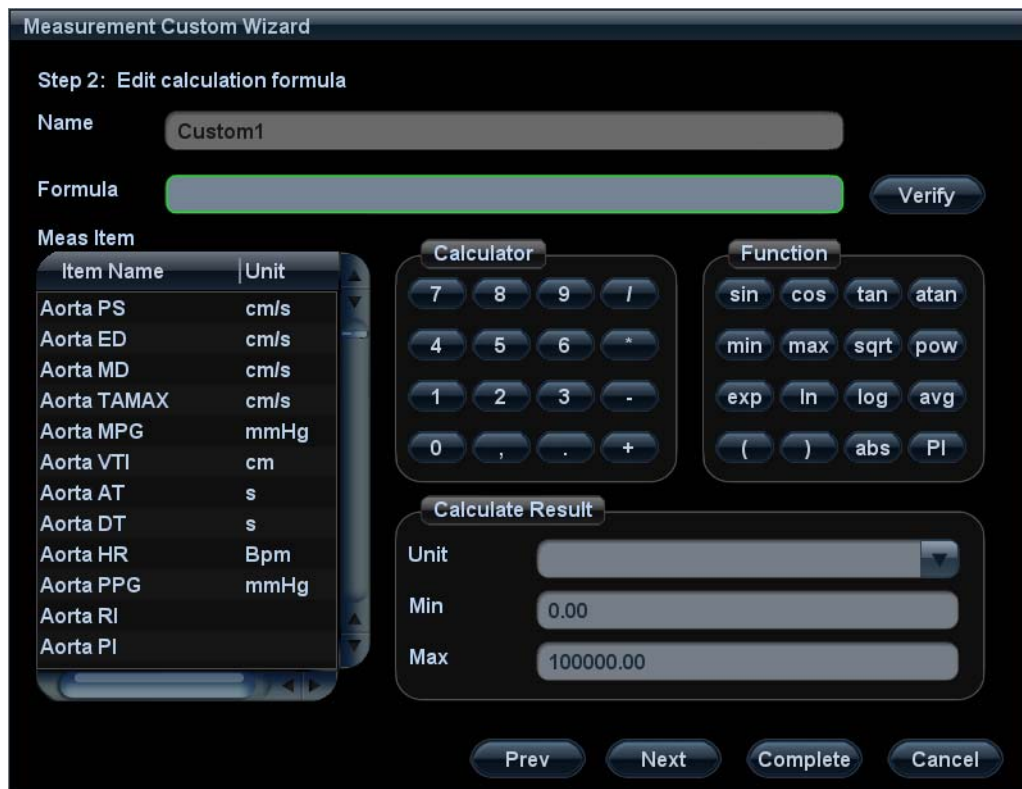 Measurement Custom Wizard
Step 2: Edit calculation formula
Name
Custom1
Formula
Verify
Meas Item
Item Name Unit
Aorta PS cm/s
Aorta ED cm/s
Aorta MD cm/s
Aorta TAMAX cm/s
Aorta MPG mmHg
Aorta VTI cm
Aorta AT s
Aorta DT s
Aorta HR Bpm
Aorta PPG mmHg
Aorta RI
Aorta PI
Calculator
7 8 9 /
4 5 6 *
1 2 3 -
0 , . +
Function
sin cos tan atan
min max sqrt pow
exp ln log avg
( ) abs PI
Calculate Result
Unit
Min 0.00
Max 100000.00
Prev Next Complete Cancel